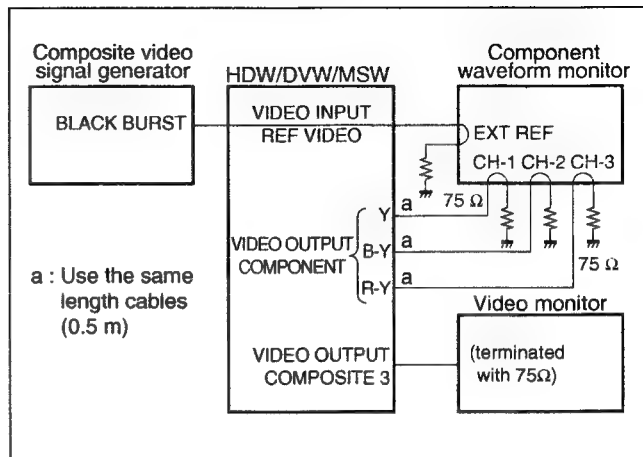 Composite video
signal generator
BLACK BURST
HDW/DVW/MSW
VIDEO INPUT
REF VIDEO
Component
waveform monitor
EXT REF
CH-1 CH-2 CH-3
75 Ω
75 Ω
Y a
B-Y a
R-Y a
VIDEO OUTPUT
COMPONENT
a : Use the same
length cables
(0.5 m)
VIDEO OUTPUT
COMPOSITE 3
Video monitor
(terminated
with 75Ω)